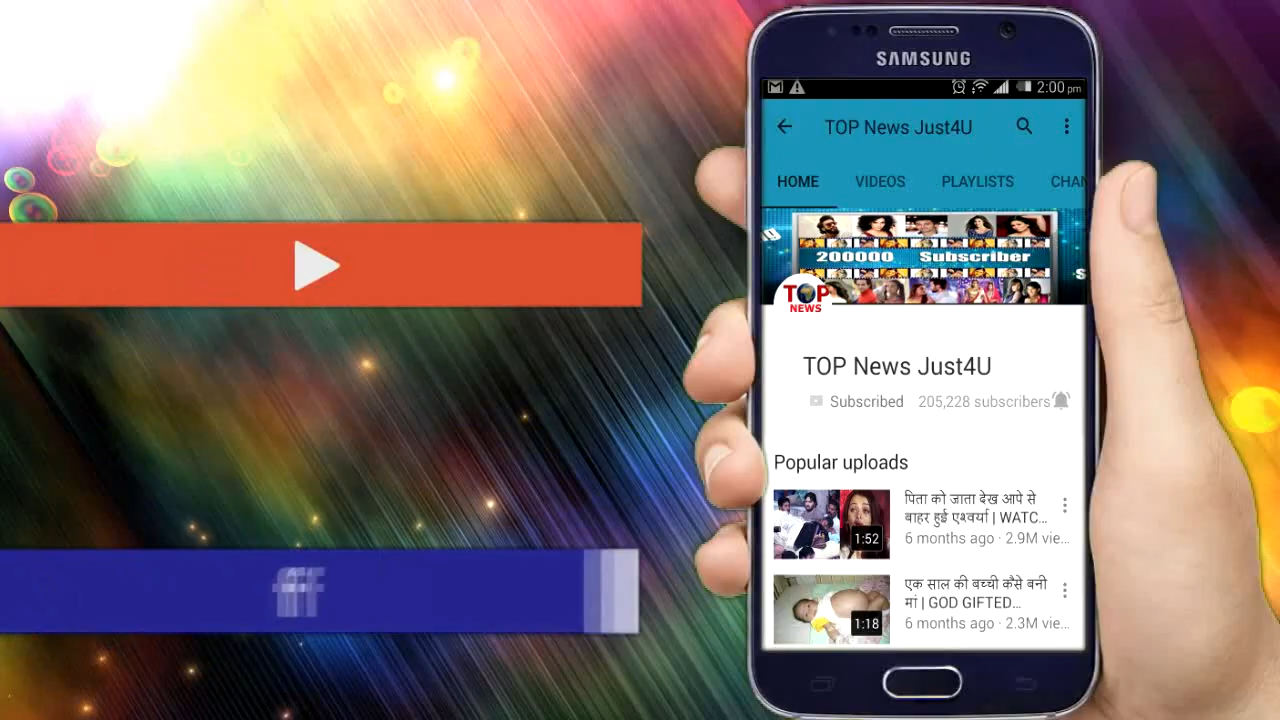 SAMSUNG
2:00 pm
TOP News Just4U
HOME VIDEOS PLAYLISTS CHAN
200000 Subscriber
TOP
NEWS
TOP News Just4U
Subscribed 205,228 subscribers
Popular uploads
पिता को जाता देख आपे से
बाहर हुई एश्वर्या | WATC...
1:52
6 months ago · 2.9M vie...
एक साल की बच्ची कैसे बनी
मां | GOD GIFTED...
1:18
6 months ago · 2.3M vie...